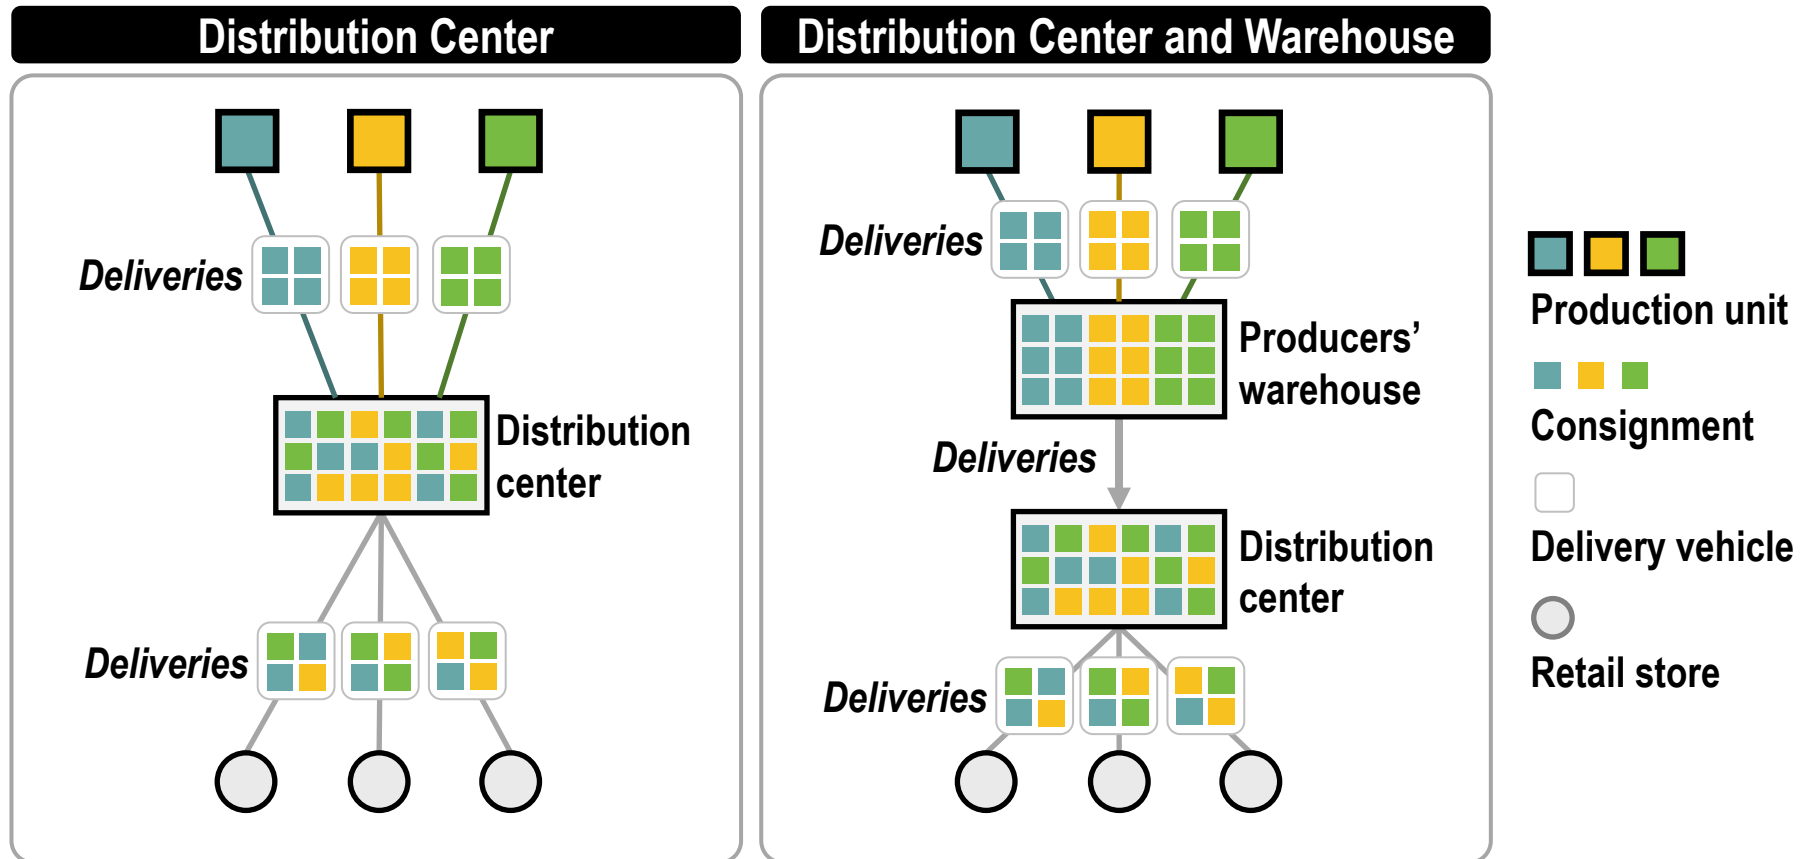 Distribution Center
Deliveries
Distribution
center
Deliveries
Distribution Center and Warehouse
Deliveries
Producers’
warehouse
Deliveries
Distribution
center
Deliveries
Production unit
Consignment
Delivery vehicle
Retail store